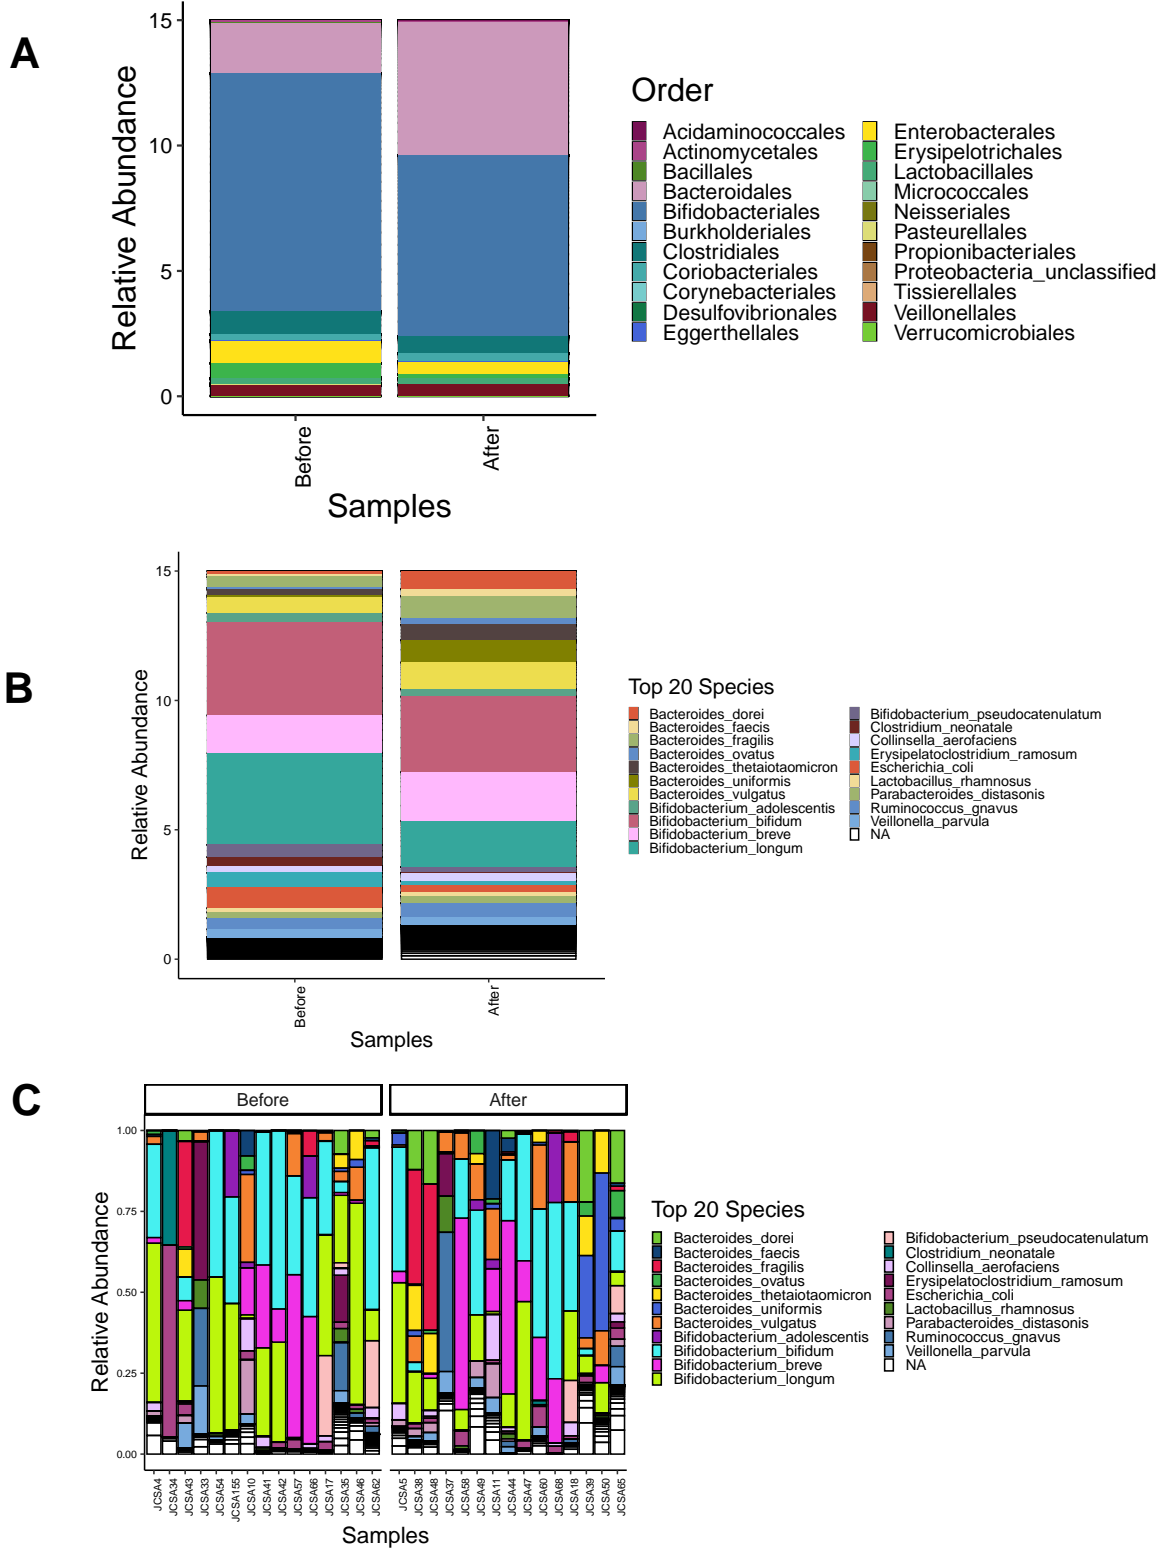 A
15
10
5
0
Relative Abundance
Before
After
Samples
Order
Acidaminococcales
Actinomycetales
Bacillales
Bacteroidales
Bifidobacteriales
Burkholderiales
Clostridiales
Coriobacteriales
Corynebacteriales
Desulfovibrionales
Eggerthellales
Enterobacterales
Erysipelotrichales
Lactobacillales
Micrococcales
Neisseriales
Pasteurellales
Propionibacteriales
Proteobacteria_unclassified
Tissierellales
Veillonellales
Verrucomicrobiales
B
15
10
5
0
Relative Abundance
Before
After
Samples
Top 20 Species
Bacteroides_dorei
Bacteroides_faecis
Bacteroides_fragilis
Bacteroides_ovatus
Bacteroides_thetaiotaomicron
Bacteroides_uniformis
Bacteroides_vulgatus
Bifidobacterium_adolescentis
Bifidobacterium_bifidum
Bifidobacterium_breve
Bifidobacterium_longum
Bifidobacterium_pseudocatenulatum
Clostridium_neonatale
Collinsella_aerofaciens
Erysipelatoclostridium_ramosum
Escherichia_coli
Lactobacillus_rhamnosus
Parabacteroides_distasonis
Ruminococcus_gnavus
Veillonella_parvula
NA
C
Before
After
1.00
0.75
0.50
0.25
0.00
Relative Abundance
JCSA4
JCSA34
JCSA43
JCSA33
JCSA54
JCSA155
JCSA10
JCSA41
JCSA42
JCSA57
JCSA66
JCSA17
JCSA35
JCSA46
JCSA62
JCSA5
JCSA38
JCSA48
JCSA37
JCSA58
JCSA49
JCSA11
JCSA44
JCSA47
JCSA60
JCSA68
JCSA18
JCSA39
JCSA50
JCSA65
Samples
Top 20 Species
Bacteroides_dorei
Bacteroides_faecis
Bacteroides_fragilis
Bacteroides_ovatus
Bacteroides_thetaiotaomicron
Bacteroides_uniformis
Bacteroides_vulgatus
Bifidobacterium_adolescentis
Bifidobacterium_bifidum
Bifidobacterium_breve
Bifidobacterium_longum
Bifidobacterium_pseudocatenulatum
Clostridium_neonatale
Collinsella_aerofaciens
Erysipelatoclostridium_ramosum
Escherichia_coli
Lactobacillus_rhamnosus
Parabacteroides_distasonis
Ruminococcus_gnavus
Veillonella_parvula
NA